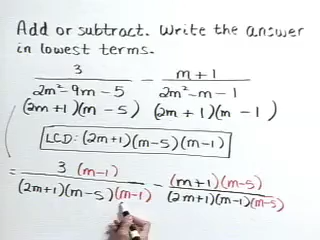 Add or subtract. Write the answer
in lowest terms.
3/(2m² - 9m - 5) - (m + 1)/(2m² - m - 1)
(2m + 1)(m - 5) (2m + 1)(m - 1)
LCD: (2m+1)(m-5)(m-1)
= 3 (m-1)/((2m+1)(m-5)(m-1)) - (m+1)(m-5)/((2m+1)(m-1)(m-5))